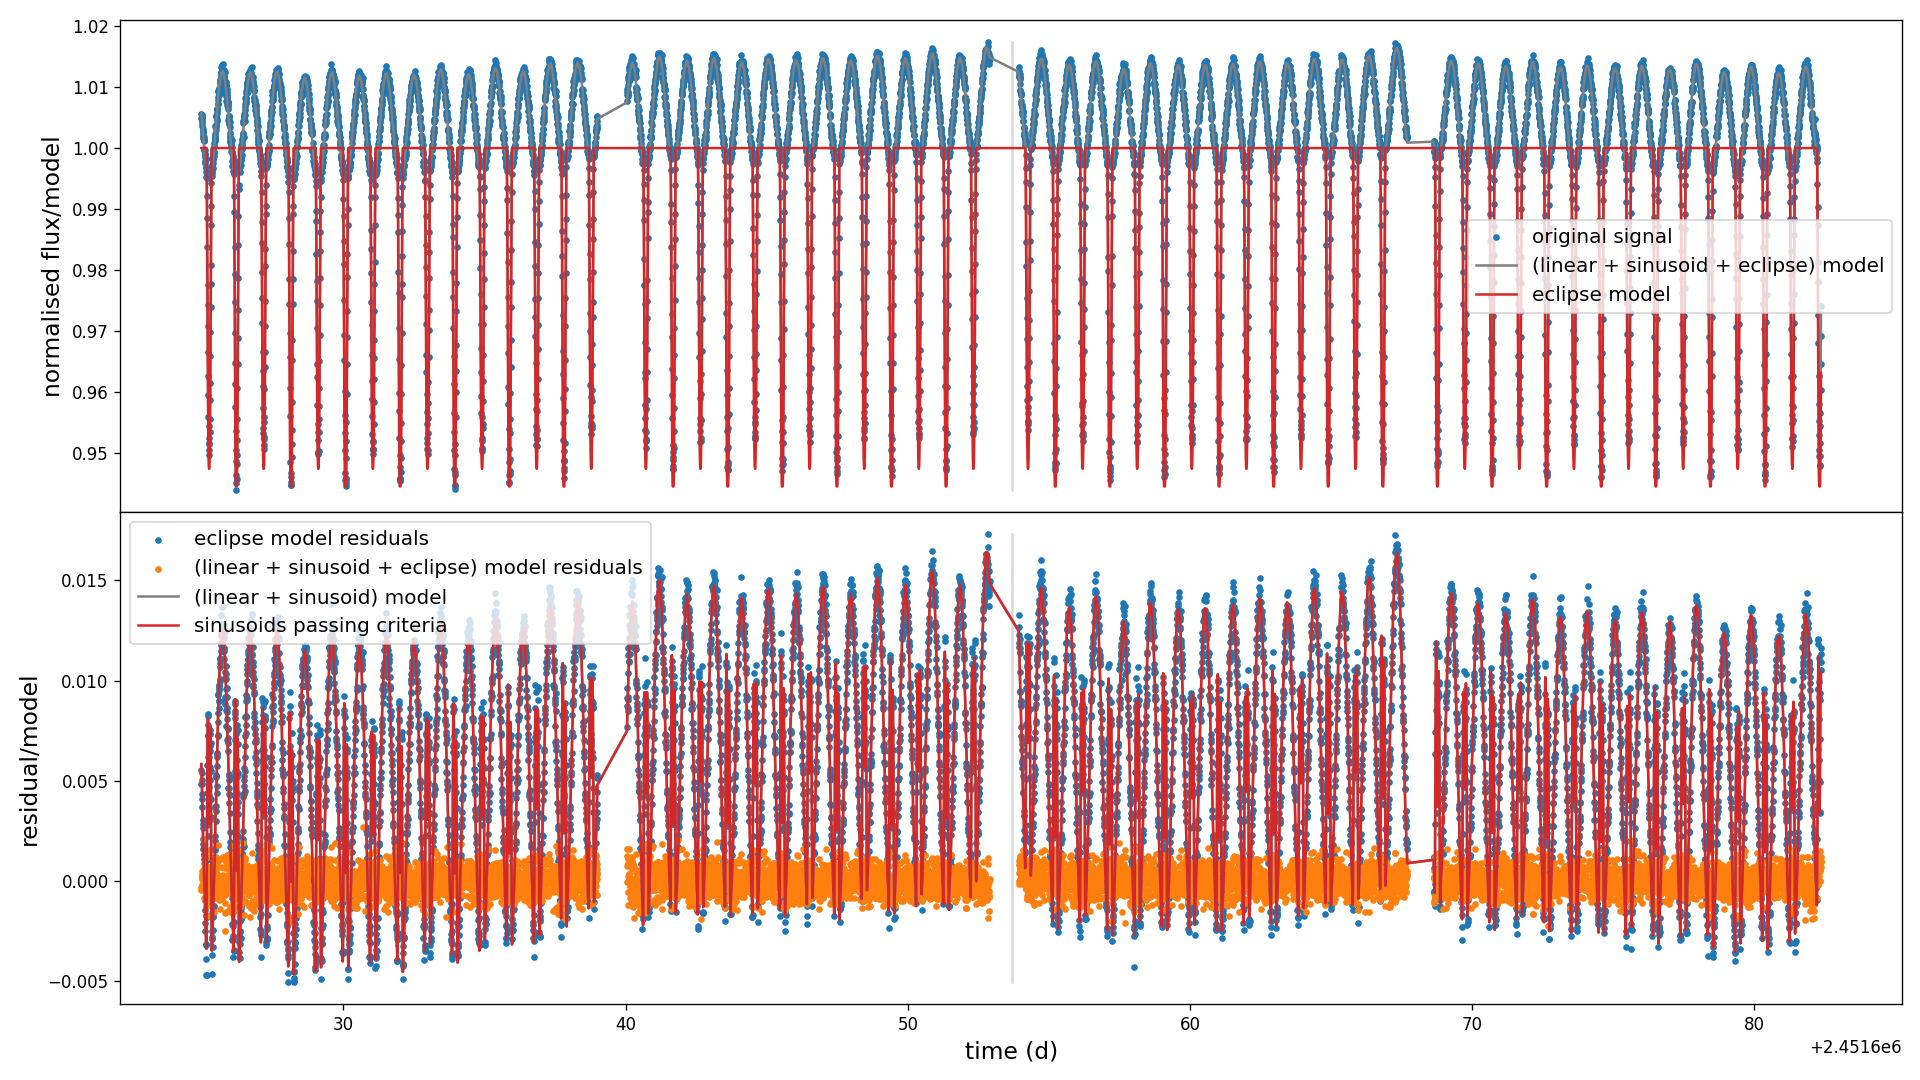 1.02
1.01
1.00
0.99
0.98
0.97
0.96
0.95
normalised flux/model
original signal
(linear + sinusoid + eclipse) model
eclipse model
eclipse model residuals
(linear + sinusoid + eclipse) model residuals
(linear + sinusoid) model
sinusoids passing criteria
0.015
0.010
0.005
0.000
−0.005
residual/model
30
40
50
60
70
80
time (d)
+2.4516e6